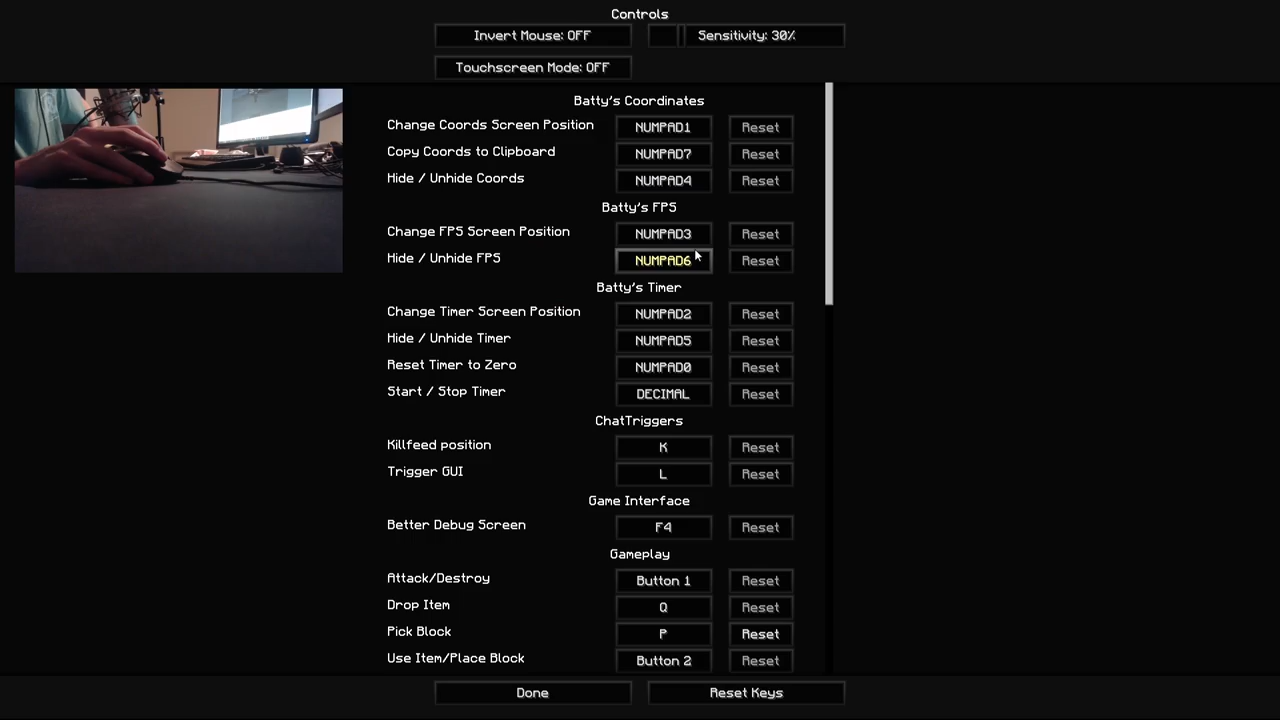 Controls
Invert Mouse: OFF
Sensitivity: 30%
Touchscreen Mode: OFF
Batty's Coordinates
Change Coords Screen Position NUMPAD1 Reset
Copy Coords to Clipboard NUMPAD7 Reset
Hide / Unhide Coords NUMPAD4 Reset
Batty's FPS
Change FPS Screen Position NUMPAD3 Reset
Hide / Unhide FPS NUMPAD6 Reset
Batty's Timer
Change Timer Screen Position NUMPAD2 Reset
Hide / Unhide Timer NUMPAD5 Reset
Reset Timer to Zero NUMPAD0 Reset
Start / Stop Timer DECIMAL Reset
ChatTriggers
Killfeed position K Reset
Trigger GUI L Reset
Game Interface
Better Debug Screen F4 Reset
Gameplay
Attack/Destroy Button 1 Reset
Drop Item Q Reset
Pick Block P Reset
Use Item/Place Block Button 2 Reset
Done
Reset Keys